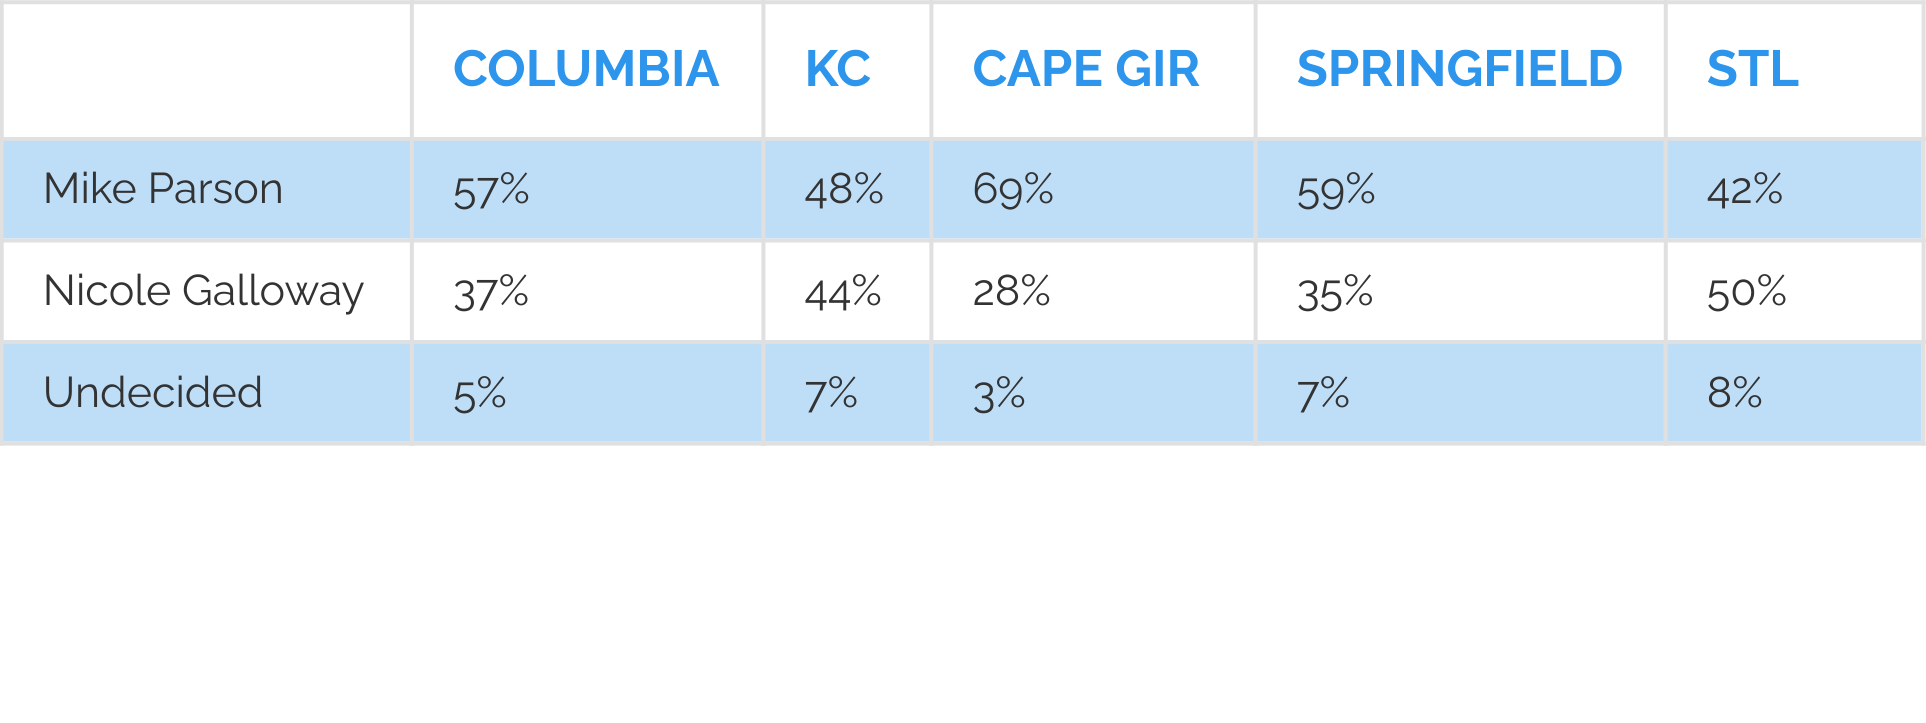 COLUMBIA KC CAPE GIR SPRINGFIELD STL
Mike Parson 57% 48% 69% 59% 42%
Nicole Galloway 37% 44% 28% 35% 50%
Undecided 5% 7% 3% 7% 8%